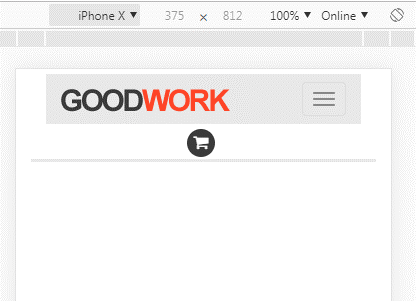 iPhone X ▼ 375 × 812 100% ▼ Online ▼
GOODWORK